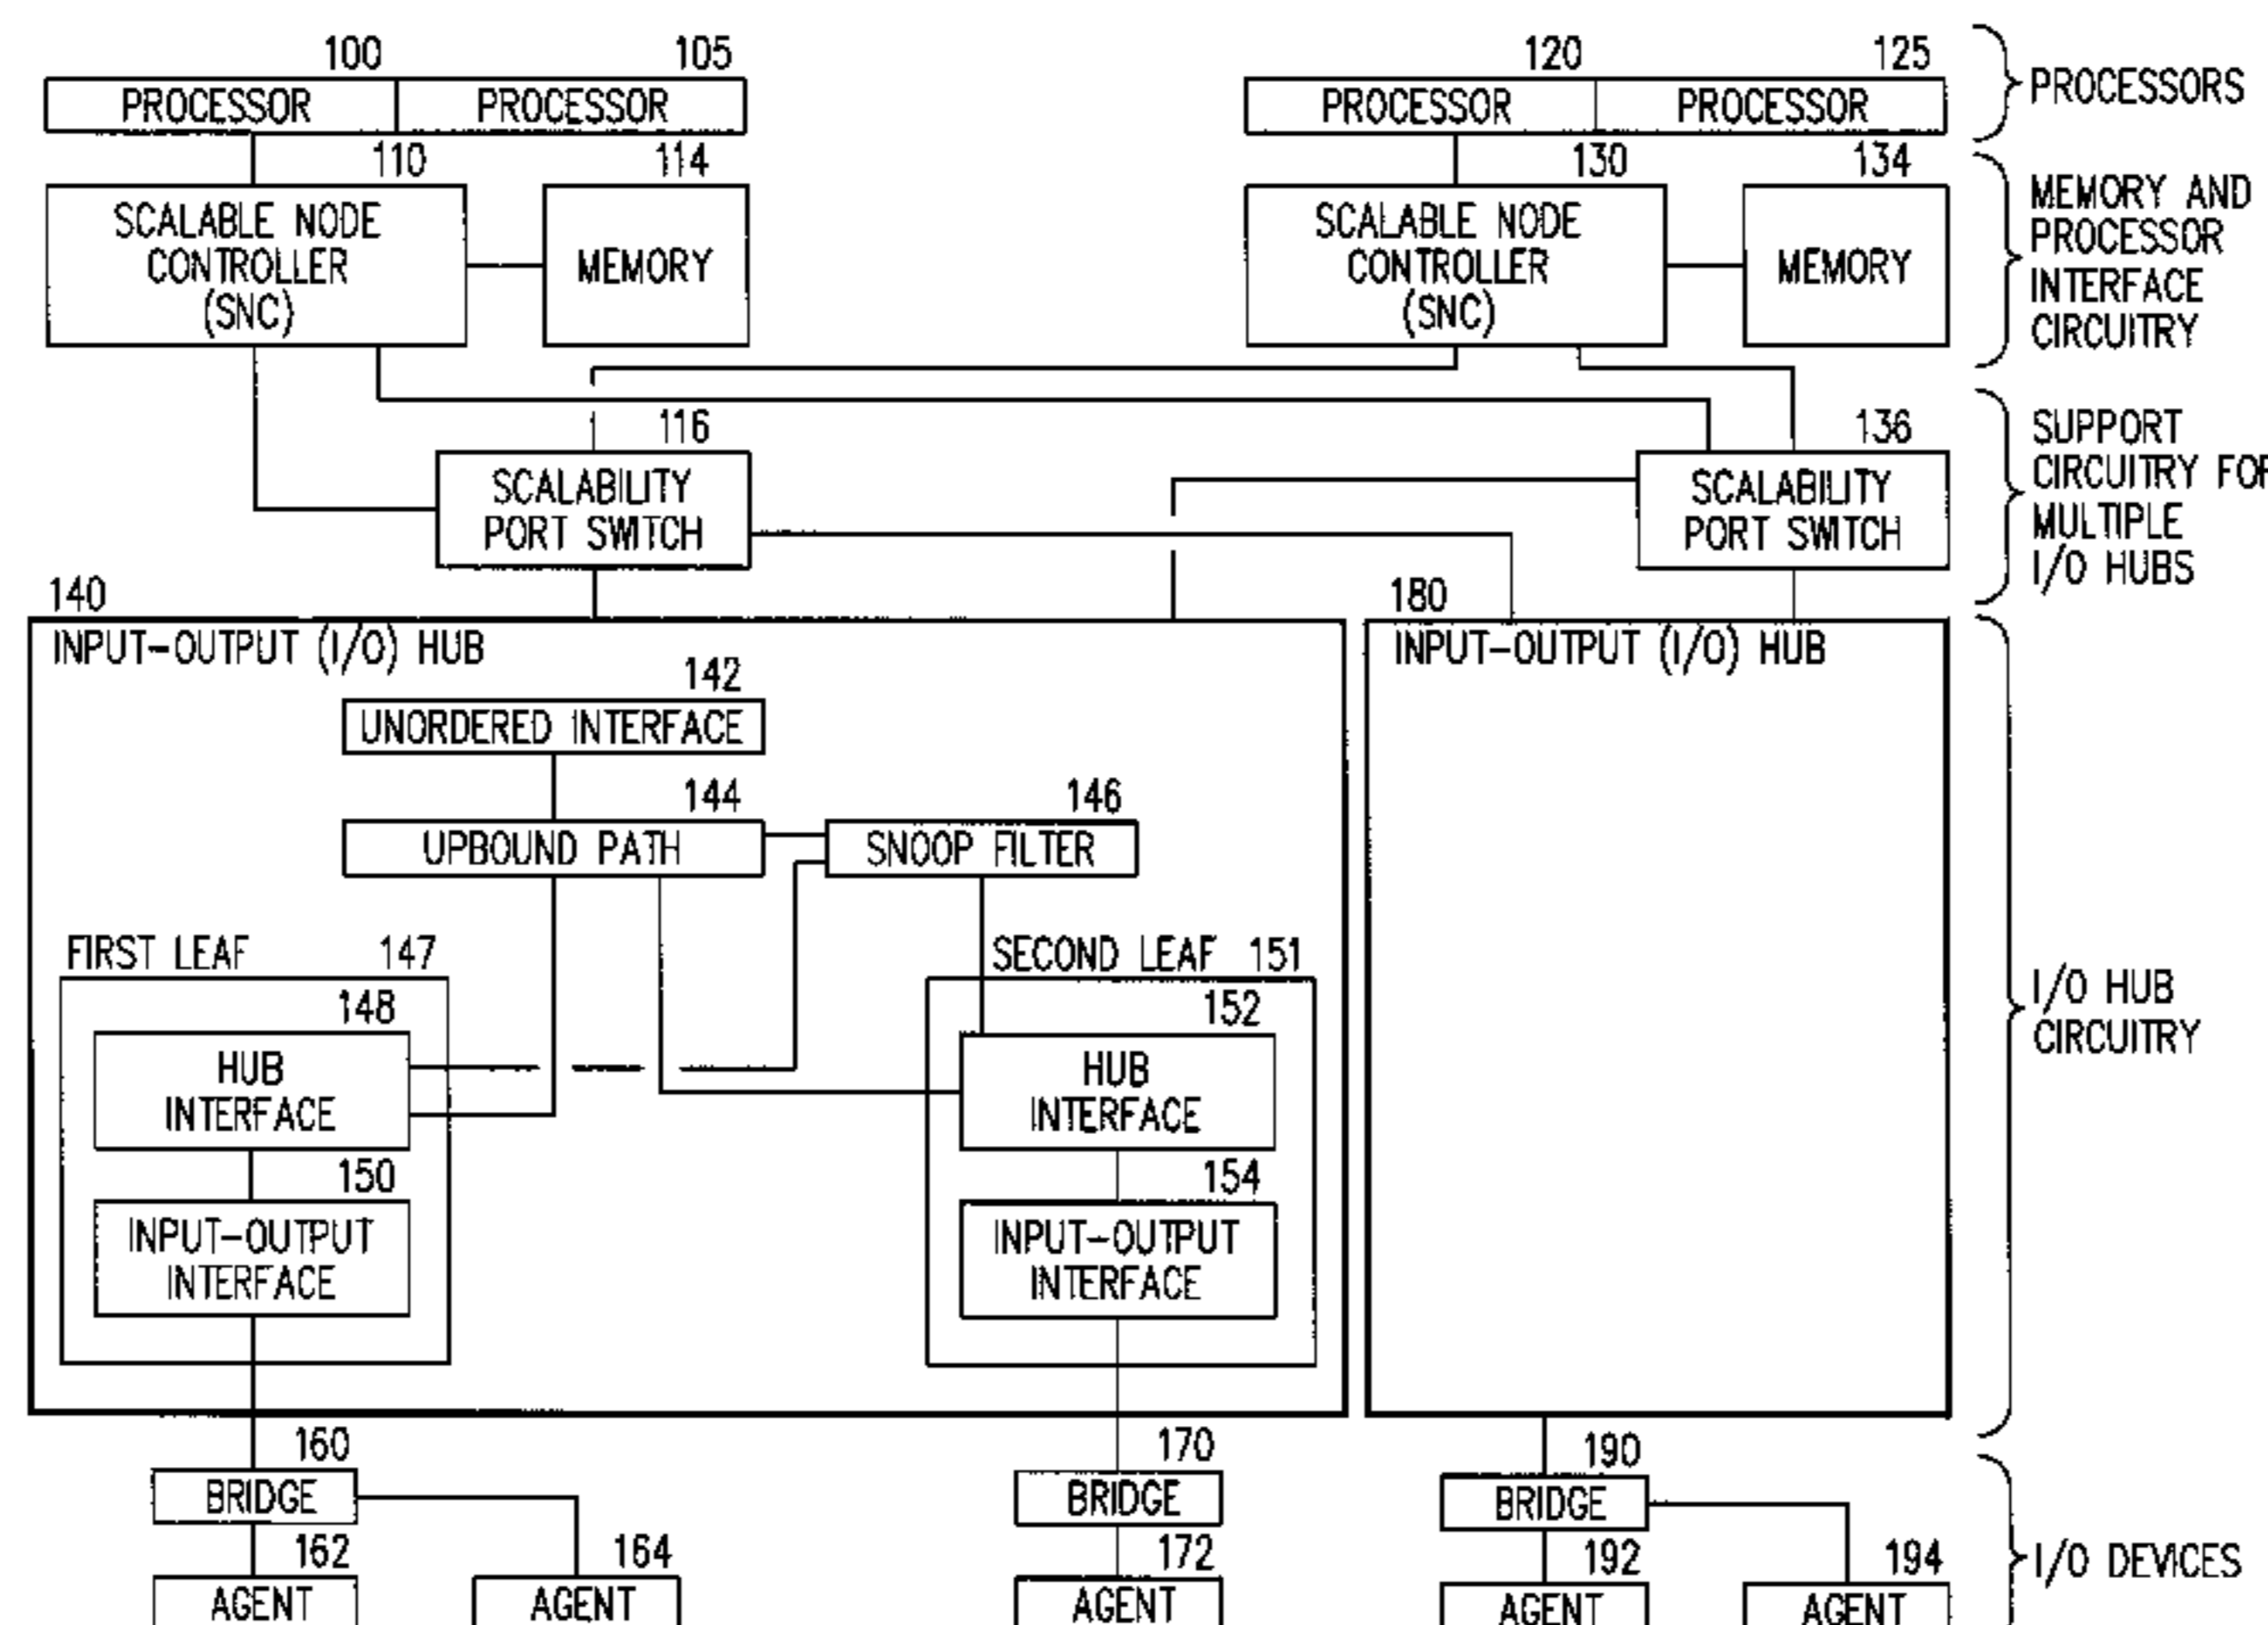 100 105 120 125
PROCESSOR PROCESSOR PROCESSOR PROCESSOR
PROCESSORS
110 114 130 134
SCALABLE NODE
CONTROLLER
(SNC)
MEMORY
SCALABLE NODE
CONTROLLER
(SNC)
MEMORY
MEMORY AND
PROCESSOR
INTERFACE
CIRCUITRY
116 136
SCALABILITY
PORT SWITCH
SCALABILITY
PORT SWITCH
SUPPORT
CIRCUITRY FOR
MULTIPLE
I/O HUBS
140 180
INPUT-OUTPUT (I/O) HUB
INPUT-OUTPUT (I/O) HUB
142
UNORDERED INTERFACE
144 146
UPBOUND PATH SNOOP FILTER
FIRST LEAF 147
SECOND LEAF 151
148 152
HUB
INTERFACE
HUB
INTERFACE
150 154
INPUT-OUTPUT
INTERFACE
INPUT-OUTPUT
INTERFACE
I/O HUB
CIRCUITRY
160 170 190
BRIDGE BRIDGE BRIDGE
162 164 172 192 194
AGENT AGENT AGENT AGENT AGENT
I/O DEVICES